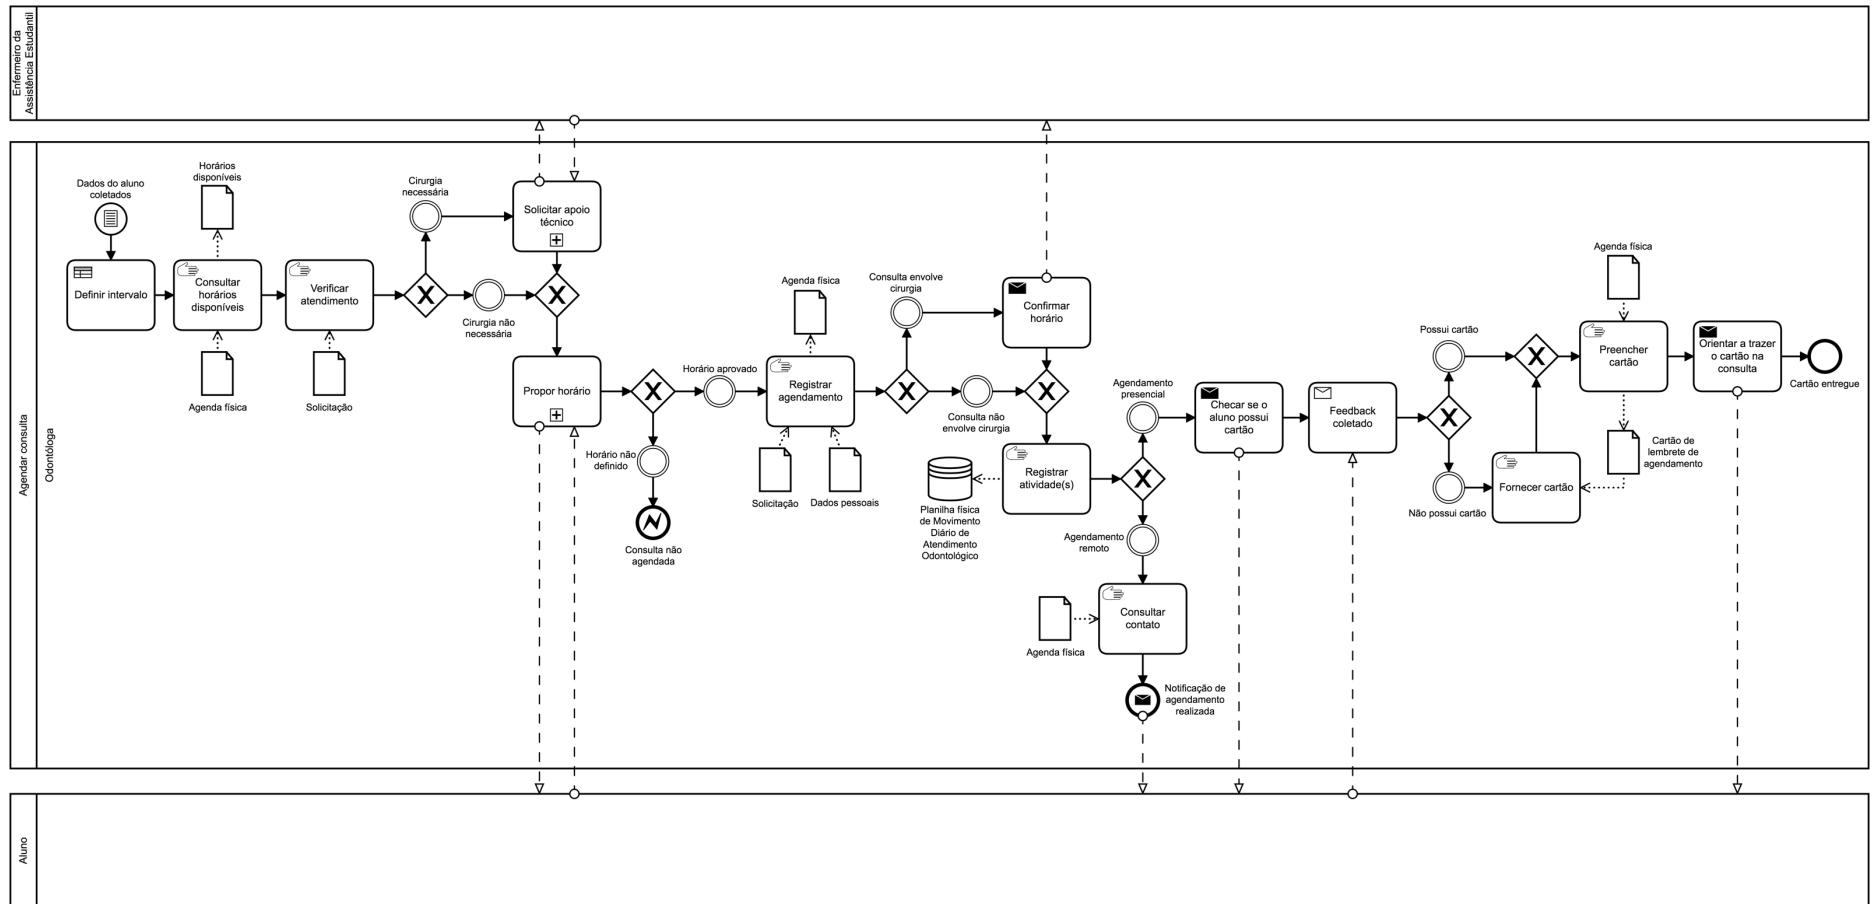 Enfermeiro da
Assistência Estudantil
Agendar consulta
Odontóloga
Dados do aluno
coletados
Definir intervalo
Horários
disponíveis
Consultar
horários
disponíveis
Agenda física
Verificar
atendimento
Solicitação
Cirurgia
necessária
Cirurgia não
necessária
Solicitar apoio
técnico
Propor horário
Horário aprovado
Horário não
definido
Consulta não
agendada
Agenda física
Registrar
agendamento
Solicitação
Dados pessoais
Consulta envolve
cirurgia
Consulta não
envolve cirurgia
Confirmar
horário
Registrar
atividade(s)
Planilha física
de Movimento
Diário de
Atendimento
Odontológico
Agendamento
presencial
Agendamento
remoto
Consultar
contato
Agenda física
Notificação de
agendamento
realizada
Checar se o
aluno possui
cartão
Feedback
coletado
Possui cartão
Não possui cartão
Fornecer cartão
Agenda física
Preencher
cartão
Cartão de
lembrete de
agendamento
Orientar a trazer
o cartão na
consulta
Cartão entregue
Aluno